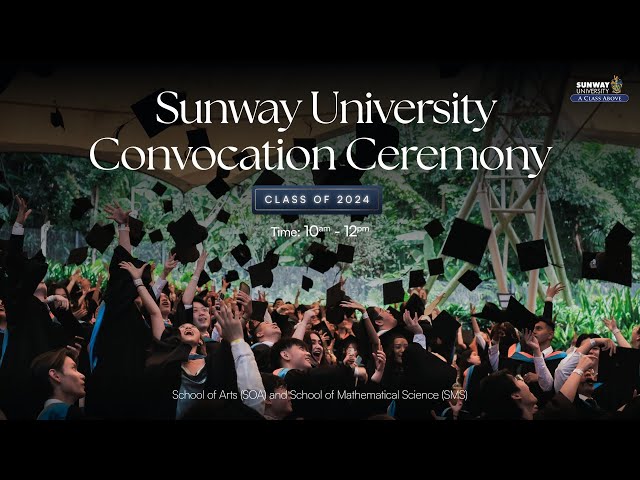 SUNWAY
UNIVERSITY
A CLASS ABOVE
Sunway University
Convocation Ceremony
CLASS OF 2024
Time: 10am - 12pm
School of Arts (SOA) and School of Mathematical Science (SMS)